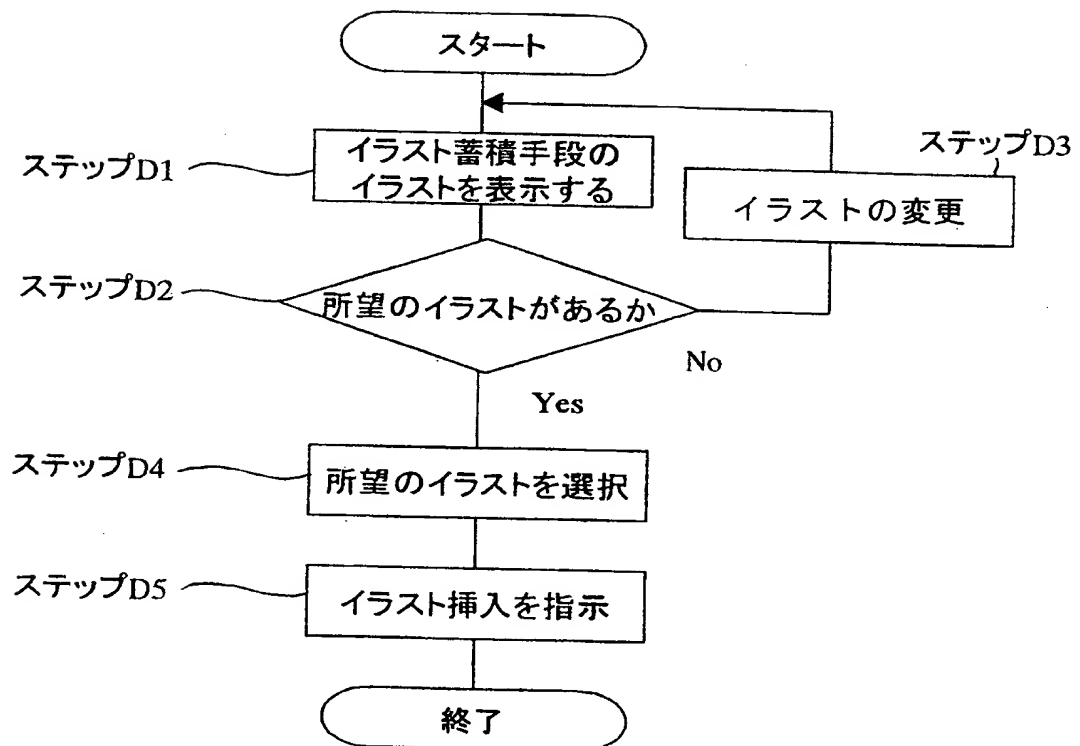 スタート
ステップD1
イラスト蓄積手段の
イラストを表示する
ステップD3
イラストの変更
ステップD2
所望のイラストがあるか
No
Yes
ステップD4
所望のイラストを選択
ステップD5
イラスト挿入を指示
終了